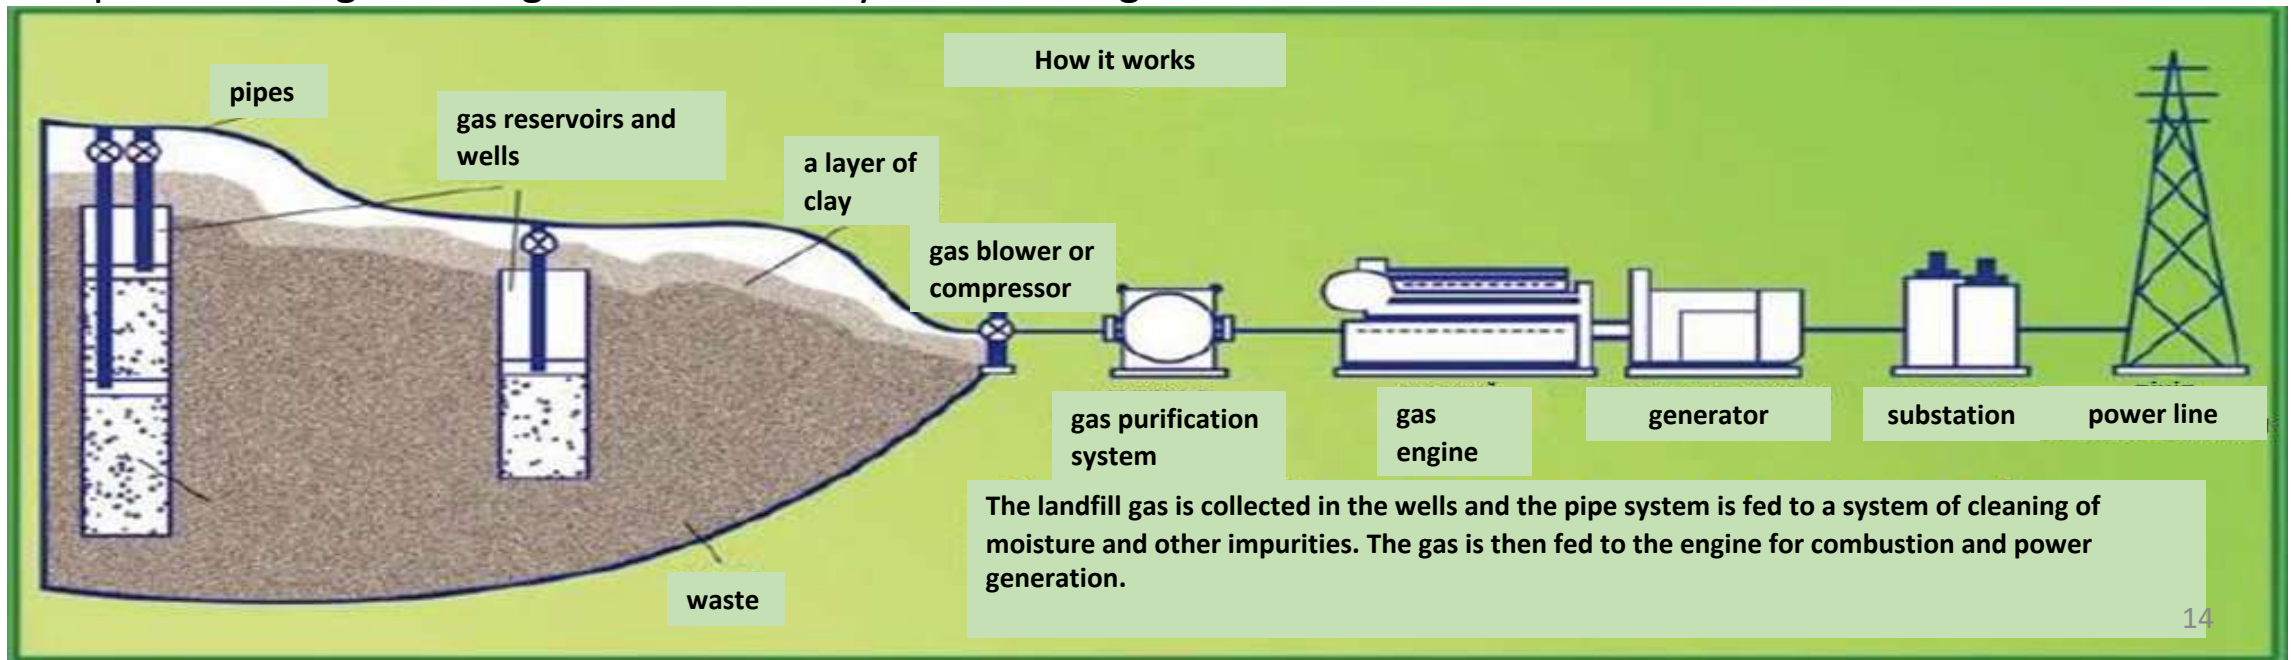 How it works
pipes
gas reservoirs and
wells
a layer of
clay
gas blower or
compressor
gas purification
system
gas
engine
generator
substation
power line
The landfill gas is collected in the wells and the pipe system is fed to a system of cleaning of
moisture and other impurities. The gas is then fed to the engine for combustion and power
generation.
waste
14